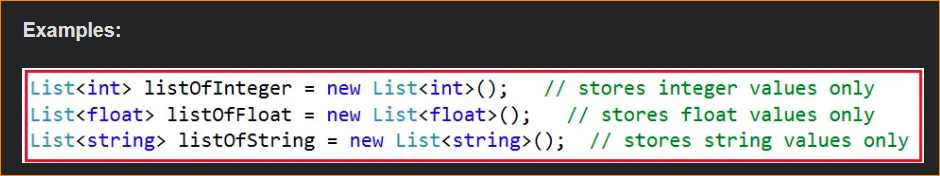 Examples:
List<int> listOfInteger = new List<int>();   // stores integer values only
List<float> listOfFloat = new List<float>();   // stores float values only
List<string> listOfString = new List<string>();  // stores string values only